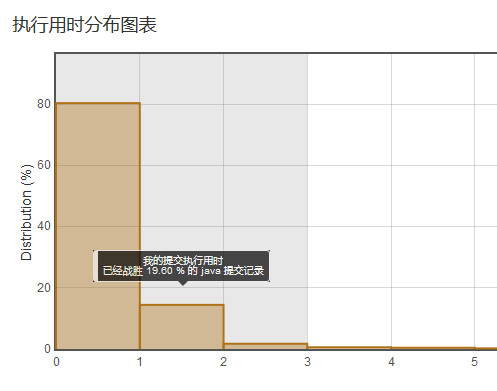 执行用时分布图表
Distribution (%)
80
60
40
20
0
我的提交执行用时
已经战胜 19.60 % 的 java 提交记录
0 1 2 3 4 5